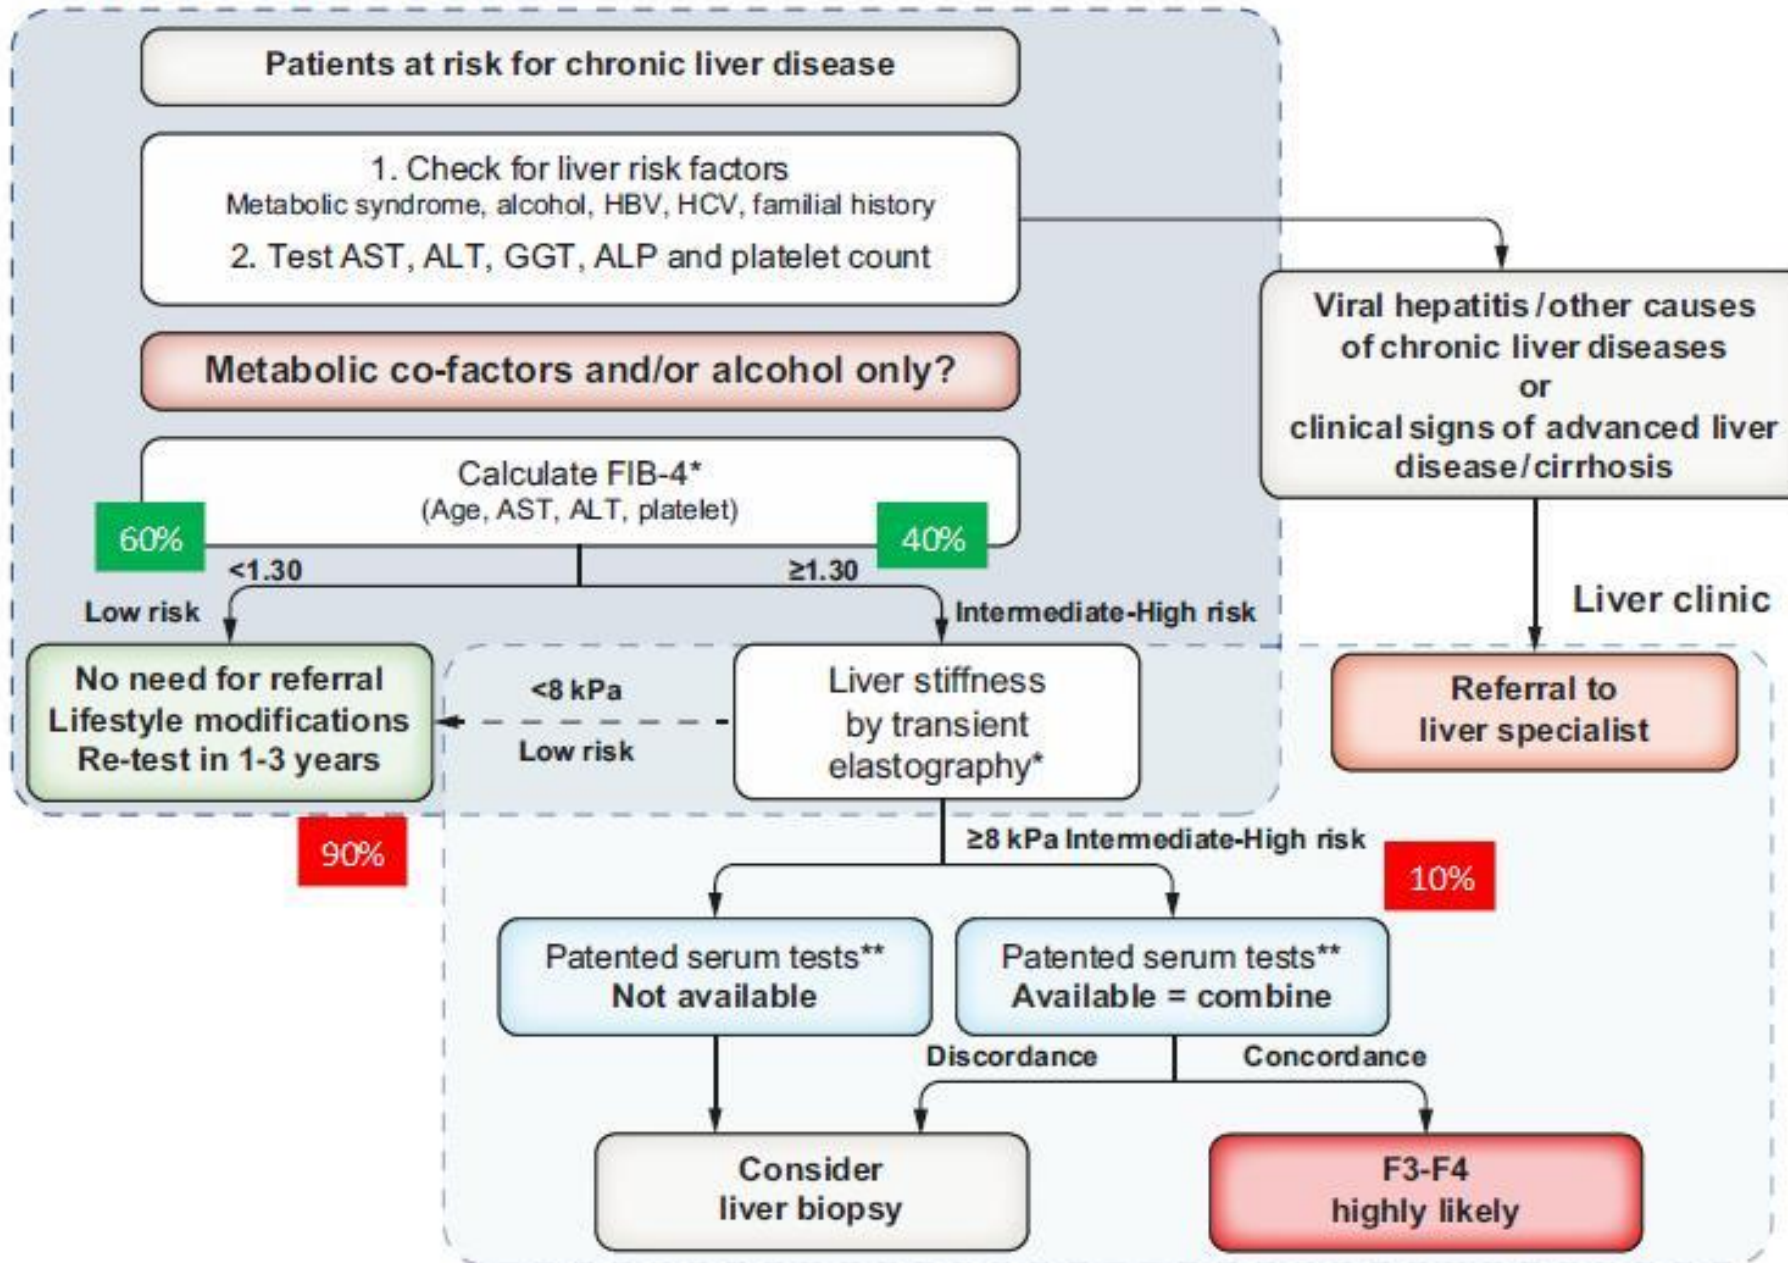 Patients at risk for chronic liver disease
1. Check for liver risk factors
Metabolic syndrome, alcohol, HBV, HCV, familial history
2. Test AST, ALT, GGT, ALP and platelet count
Viral hepatitis/other causes
of chronic liver diseases
or
clinical signs of advanced liver
disease/cirrhosis
Metabolic co-factors and/or alcohol only?
Calculate FIB-4*
(Age, AST, ALT, platelet)
60%
40%
<1.30
≥1.30
Low risk
Intermediate-High risk
Liver clinic
No need for referral
Lifestyle modifications
Re-test in 1-3 years
<8 kPa
Low risk
Liver stiffness
by transient
elastography*
Referral to
liver specialist
90%
≥8 kPa Intermediate-High risk
10%
Patented serum tests**
Not available
Patented serum tests**
Available = combine
Discordance
Concordance
Consider
liver biopsy
F3-F4
highly likely